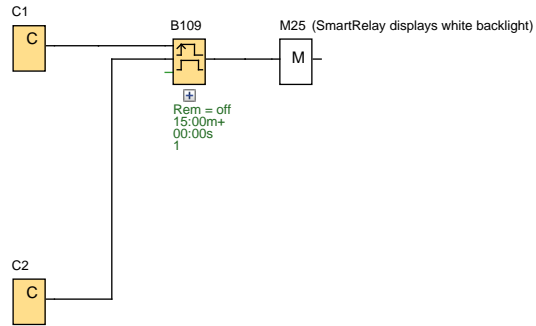 C1
C
B109
M25 (SmartRelay displays white backlight)
M
Rem = off
15:00m+
00:00s
1
C2
C